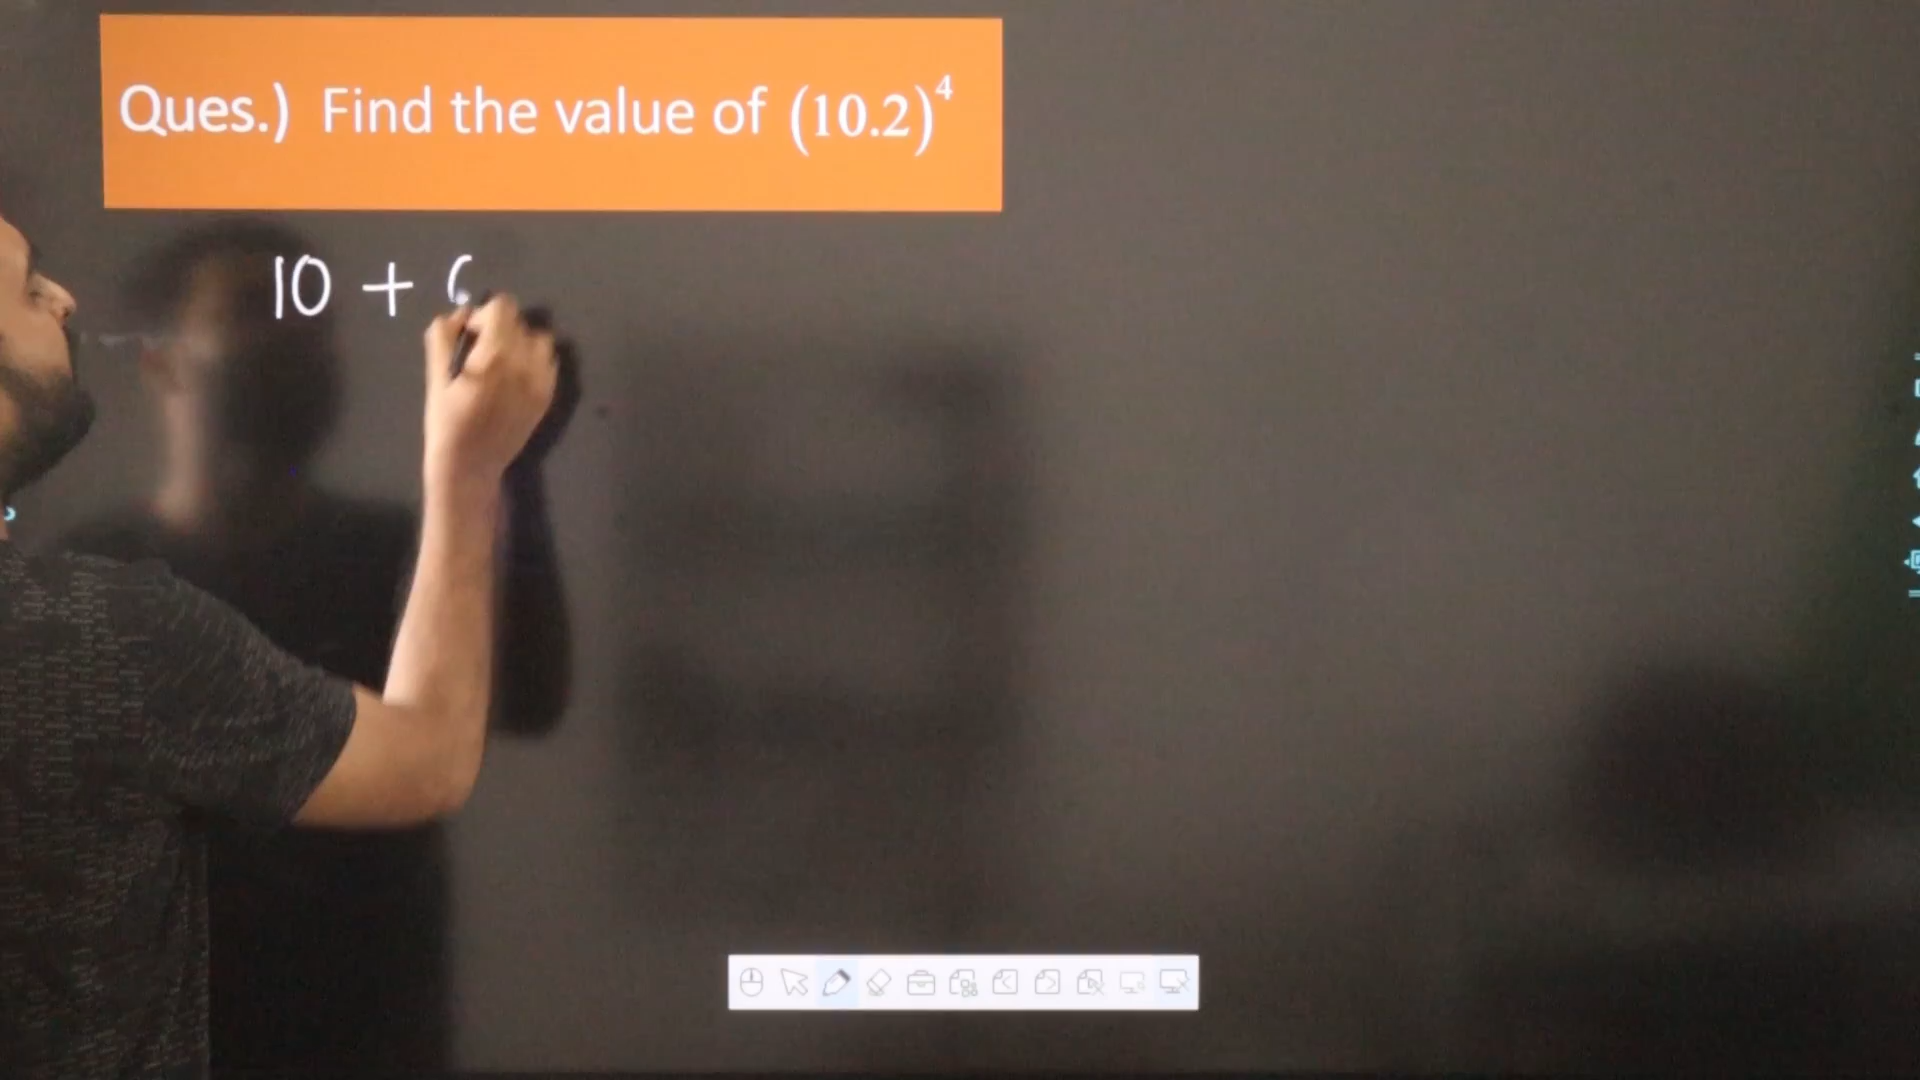 Ques.) Find the value of (10.2)⁴
10 +